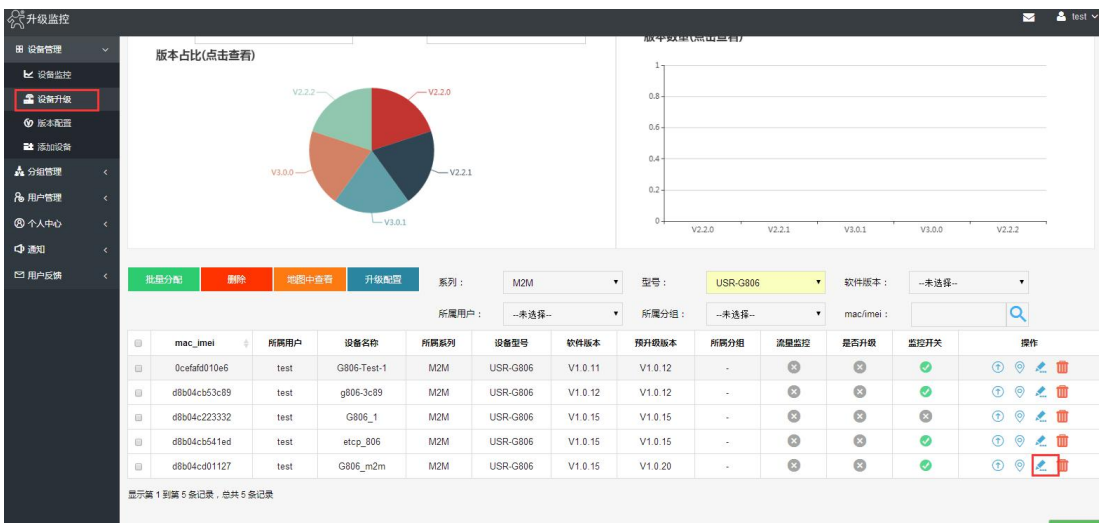 升级监控
test
设备管理
设备监控
设备升级
版本配置
添加设备
分组管理
用户管理
个人中心
通知
用户反馈
版本占比(点击查看)
V2.2.2
V2.2.0
V3.0.0
V2.2.1
V3.0.1
版本数量(点击查看)
1
0.8
0.6
0.4
0.2
0
V2.2.0 V2.2.1 V3.0.1 V3.0.0 V2.2.2
批量分配 删除 地图中查看 升级配置 系列： M2M 型号： USR-G806 软件版本： --未选择--
所属用户： --未选择-- 所属分组： --未选择-- mac/imei：
mac_imei 所属用户 设备名称 所属系列 设备型号 软件版本 预升级版本 所属分组 流量监控 是否升级 监控开关 操作
0cefafd010e6 test G806-Test-1 M2M USR-G806 V1.0.11 V1.0.12 -
d8b04cb53c89 test g806-3c89 M2M USR-G806 V1.0.12 V1.0.12 -
d8b04c223332 test G806_1 M2M USR-G806 V1.0.15 V1.0.15 -
d8b04cb541ed test etcp_806 M2M USR-G806 V1.0.15 V1.0.15 -
d8b04cd01127 test G806_m2m M2M USR-G806 V1.0.15 V1.0.20 -
显示第 1 到第 5 条记录，总共 5 条记录